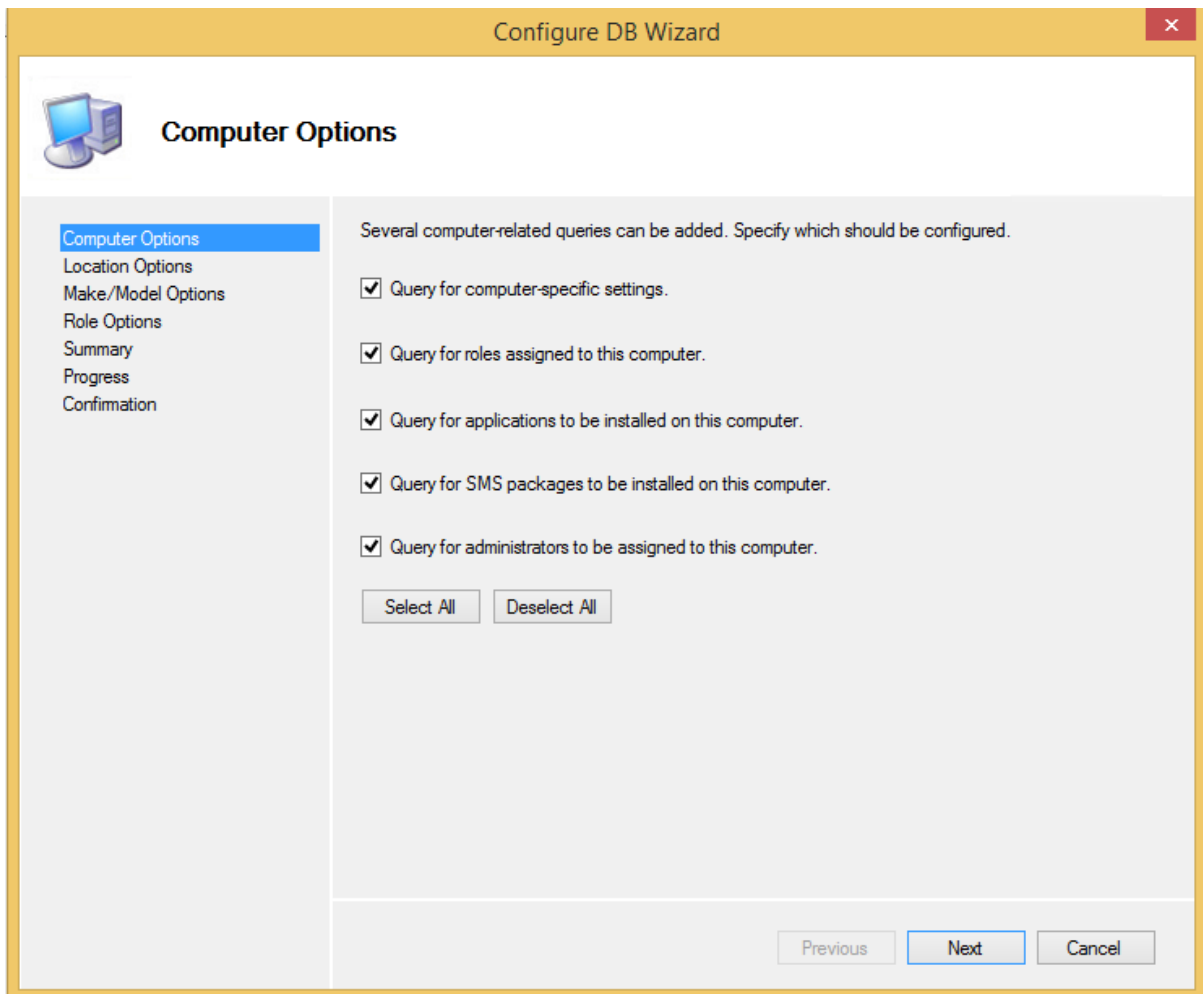 Configure DB Wizard
Computer Options
Computer Options
Location Options
Make/Model Options
Role Options
Summary
Progress
Confirmation
Several computer-related queries can be added. Specify which should be configured.
Query for computer-specific settings.
Query for roles assigned to this computer.
Query for applications to be installed on this computer.
Query for SMS packages to be installed on this computer.
Query for administrators to be assigned to this computer.
Select All Deselect All
Previous Next Cancel